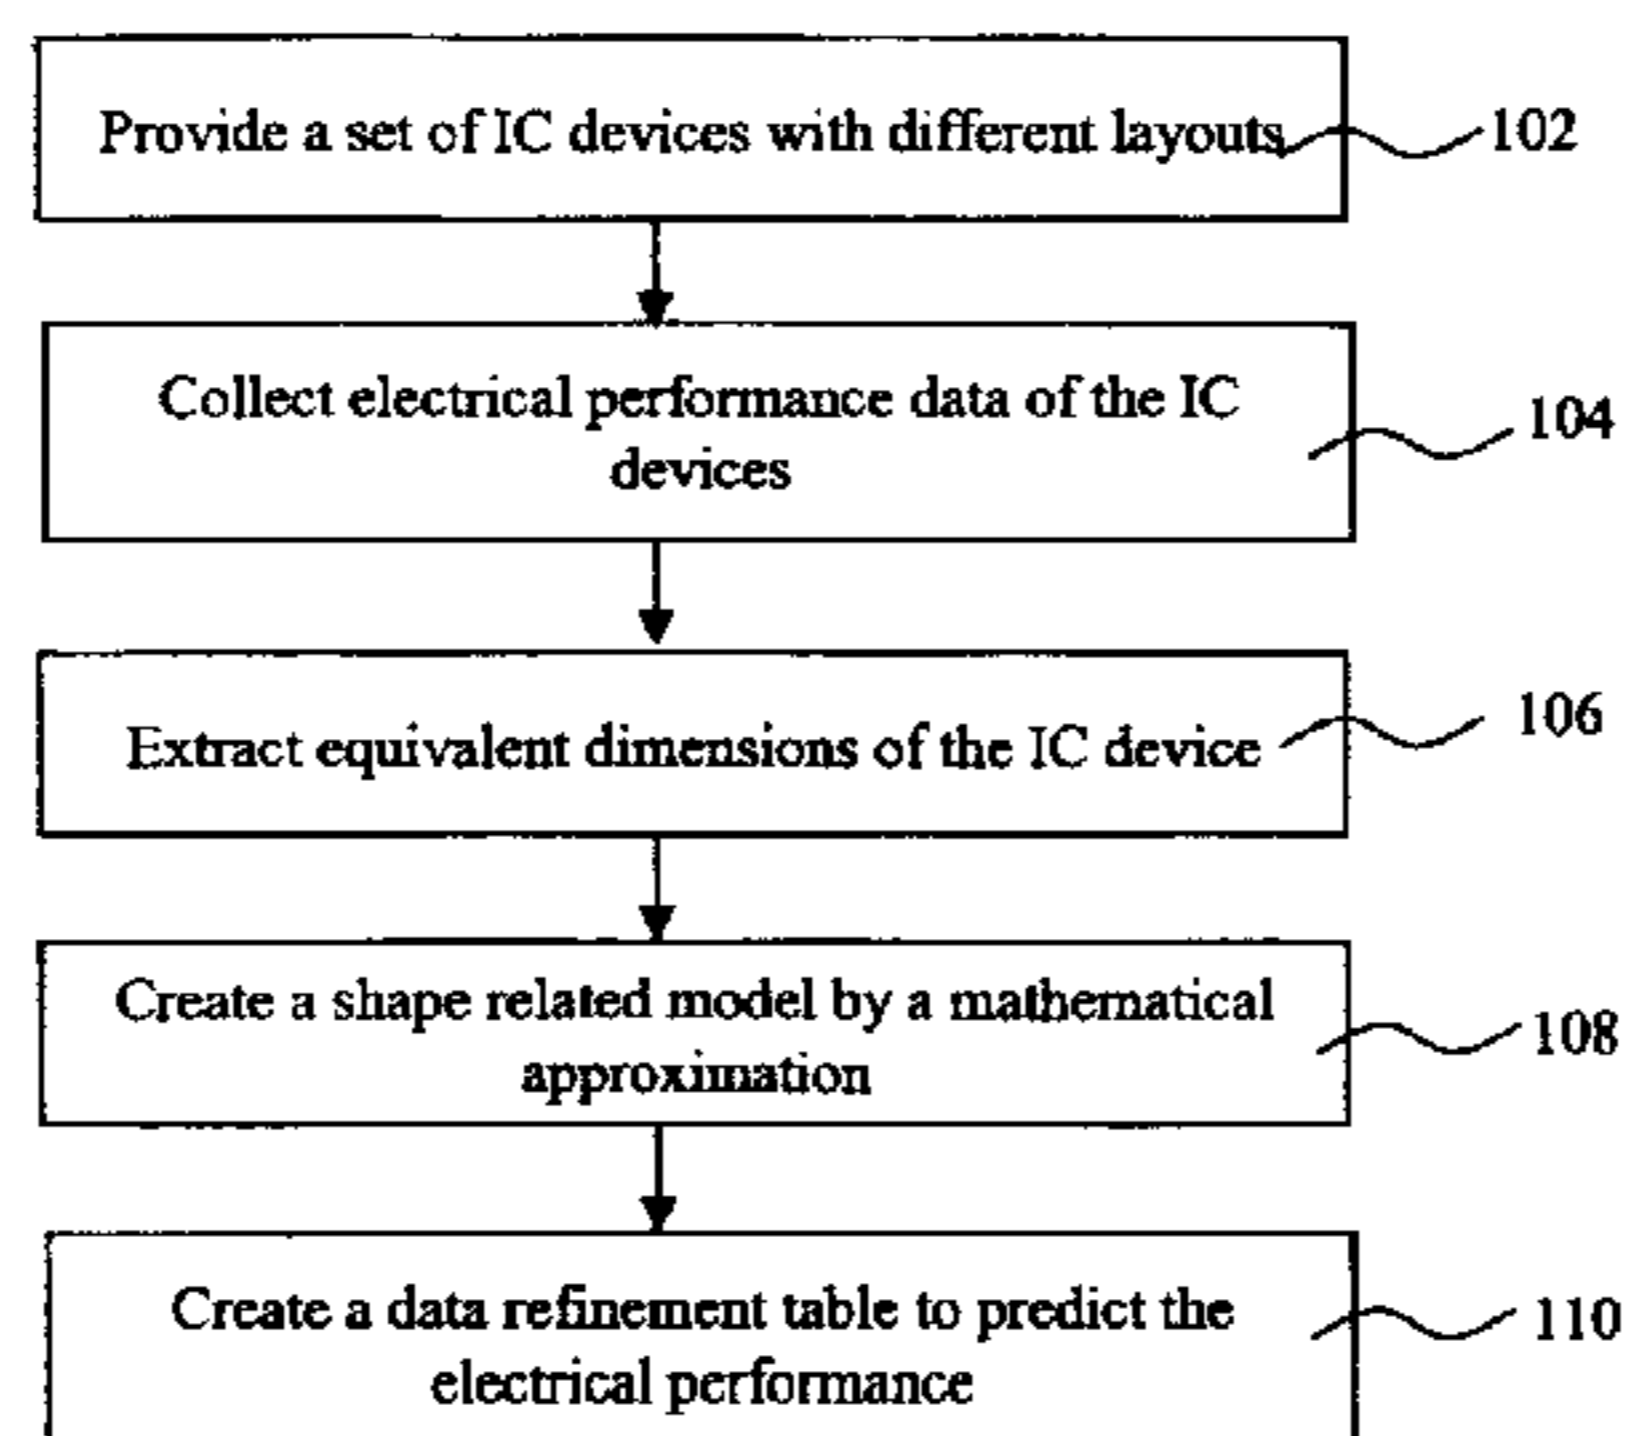 Provide a set of IC devices with different layouts
102
Collect electrical performance data of the IC
devices
104
Extract equivalent dimensions of the IC device
106
Create a shape related model by a mathematical
approximation
108
Create a data refinement table to predict the
electrical performance
110